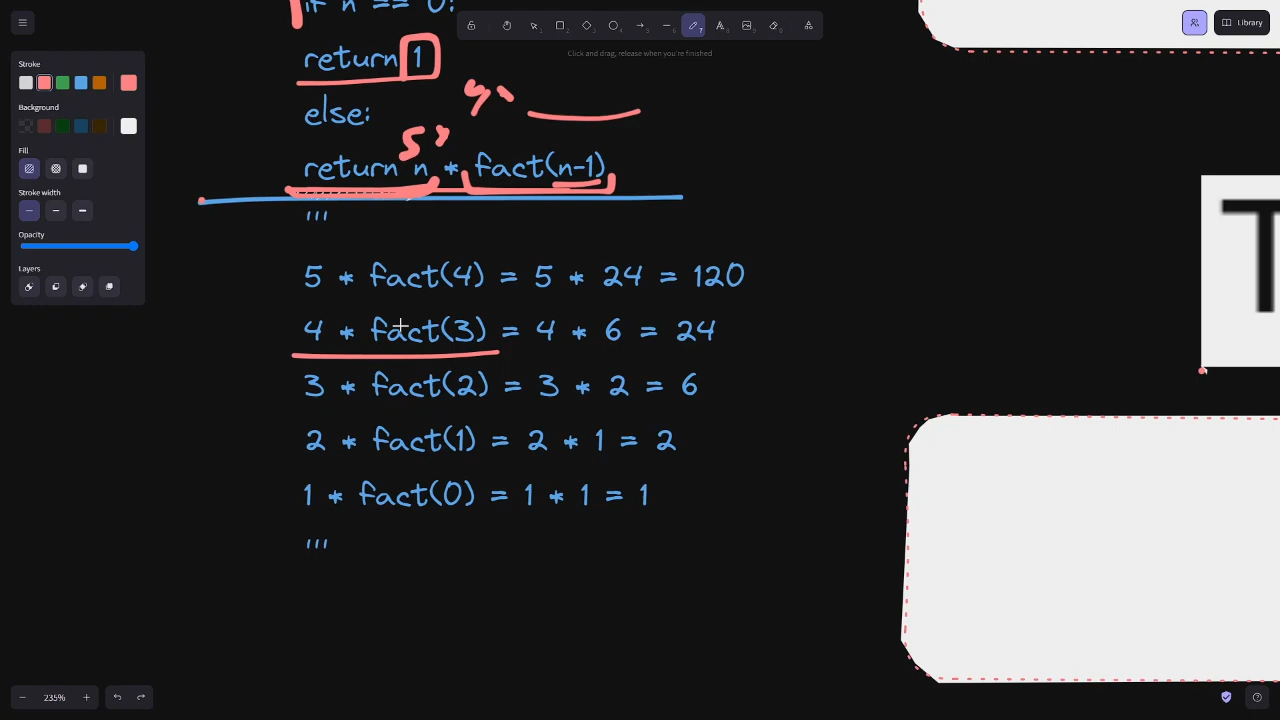 if n == 0:
Library
Click and drag, release when you're finished
Stroke
return 1
Background
else:
4*
5*
Fill
return n * fact(n-1)
Stroke width
'''
Opacity
Layers
5 * fact(4) = 5 * 24 = 120
4 * fact(3) = 4 * 6 = 24
3 * fact(2) = 3 * 2 = 6
2 * fact(1) = 2 * 1 = 2
1 * fact(0) = 1 * 1 = 1
'''
T
235%